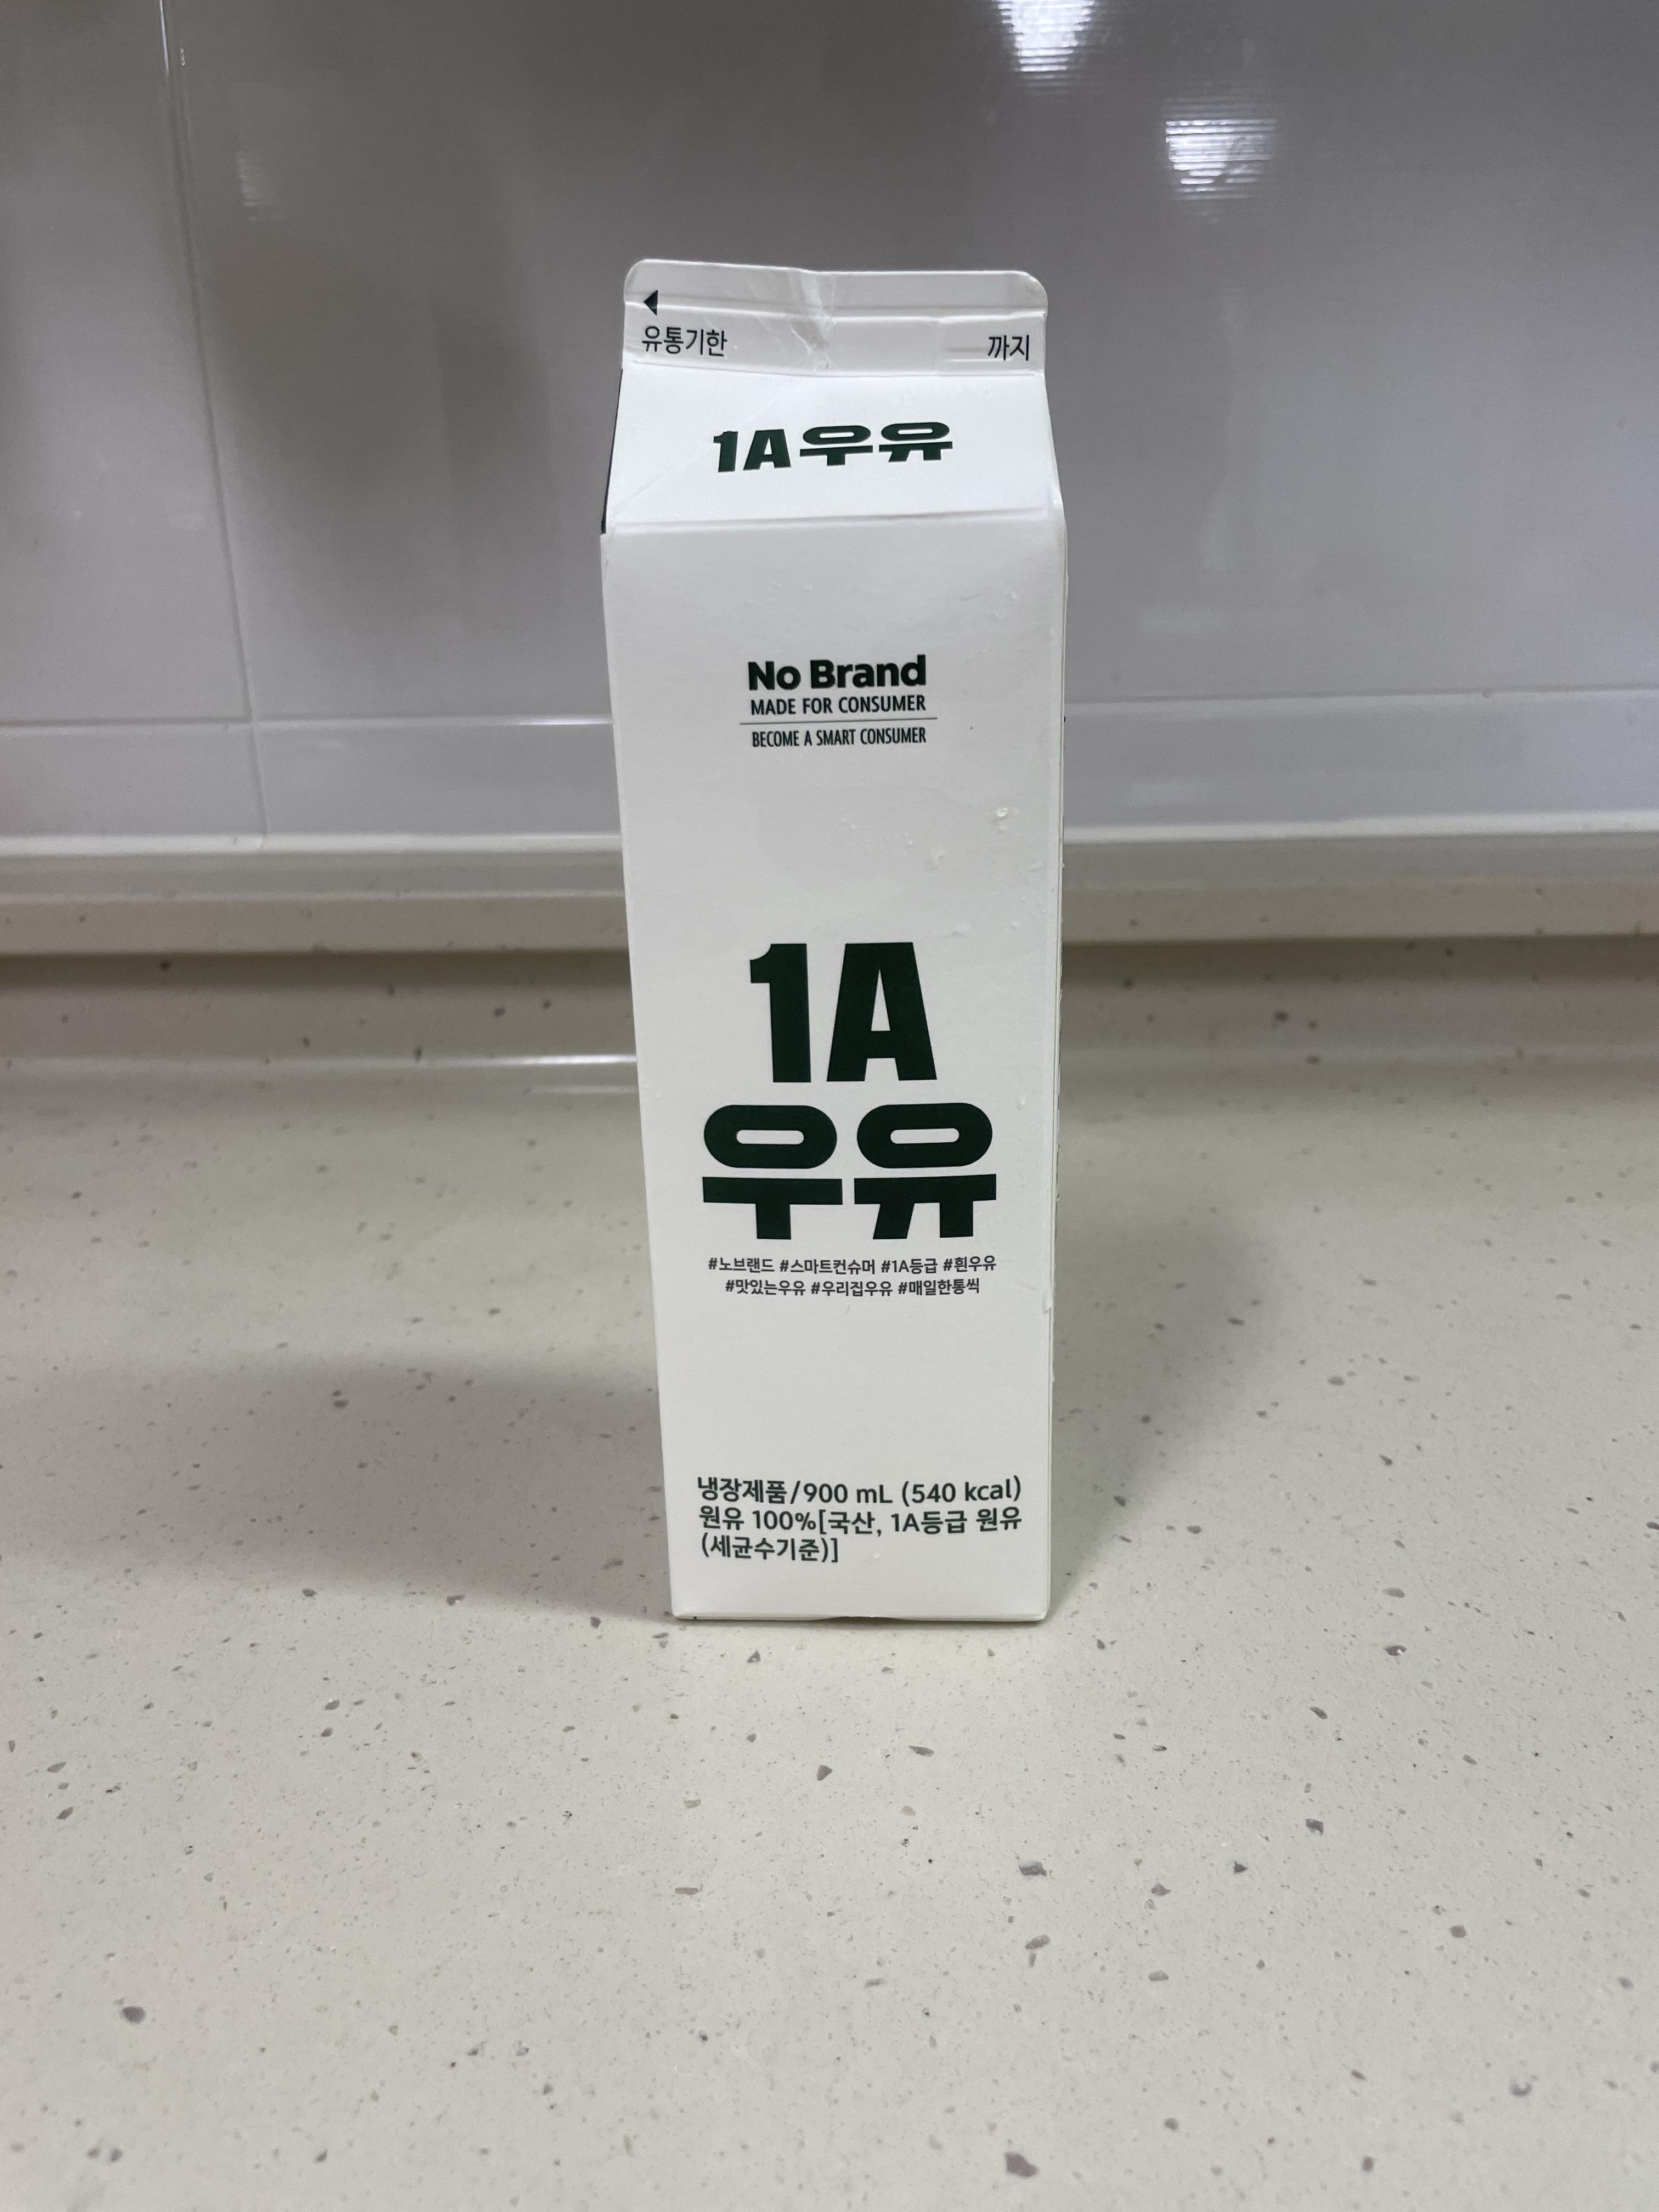 유통기한 까지
1A우유
No Brand
MADE FOR CONSUMER
BECOME A SMART CONSUMER
1A
우유
#노브랜드 #스마트컨슈머 #1A등급 #흰우유
#맛있는우유 #우리집우유 #매일한통씩
냉장제품/900 mL (540 kcal)
원유 100%[국산, 1A등급 원유
(세균수기준)]